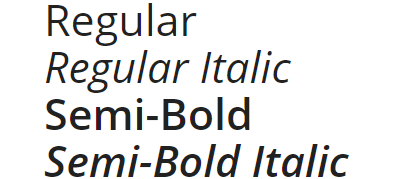 Regular
Regular Italic
Semi-Bold
Semi-Bold Italic